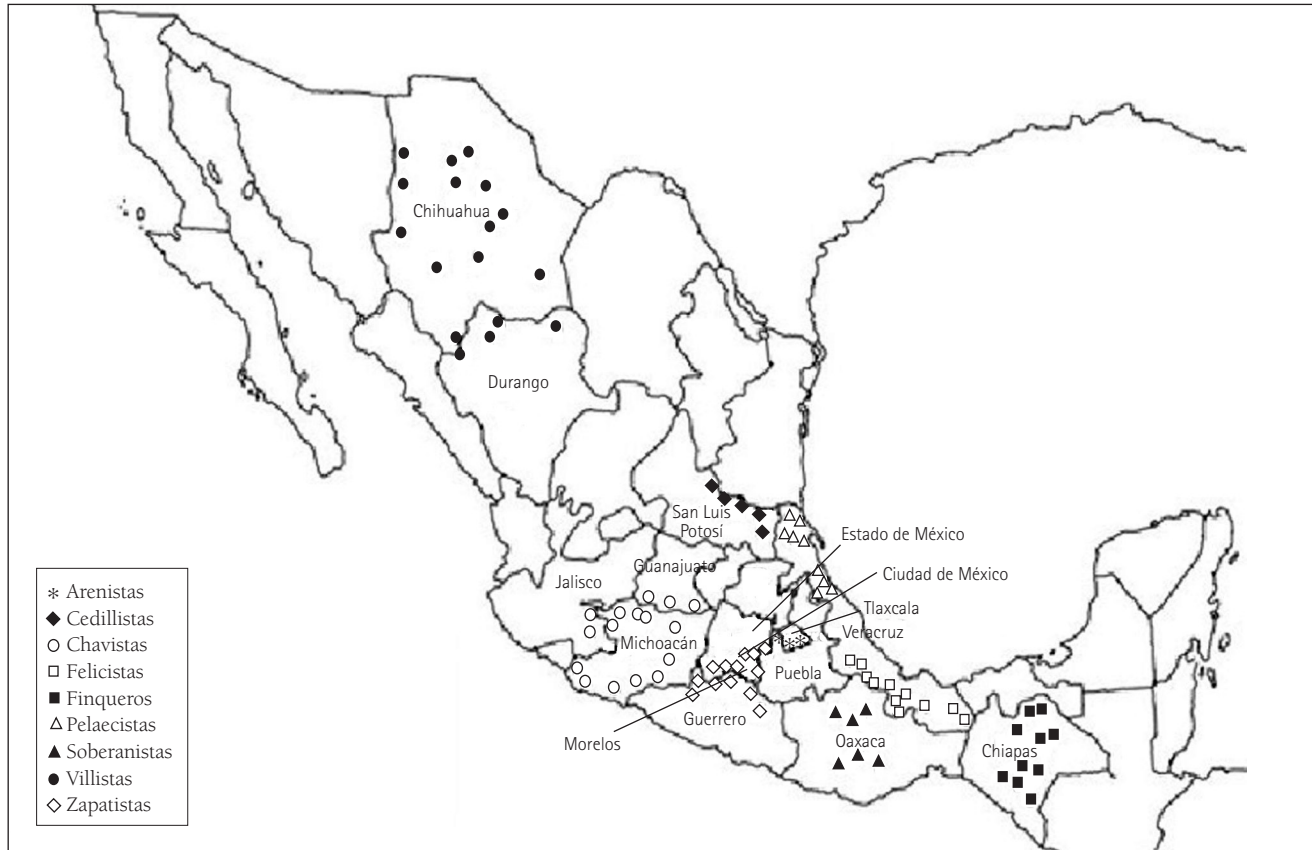 Chihuahua
Durango
San Luis
Potosí
Estado de México
Guanajuato
Ciudad de México
Jalisco
Tlaxcala
Michoacán
Veracruz
Puebla
Guerrero
Morelos
Oaxaca
Chiapas
Arenistas
Cedillistas
Chavistas
Felicistas
Finqueros
Pelaecistas
Soberanistas
Villistas
Zapatistas